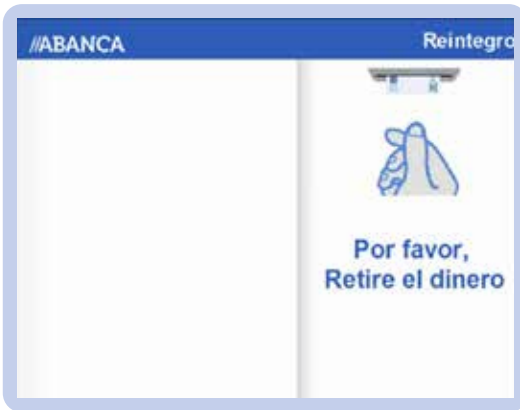 //ABANCA
Reintegro
Por favor,
Retire el dinero